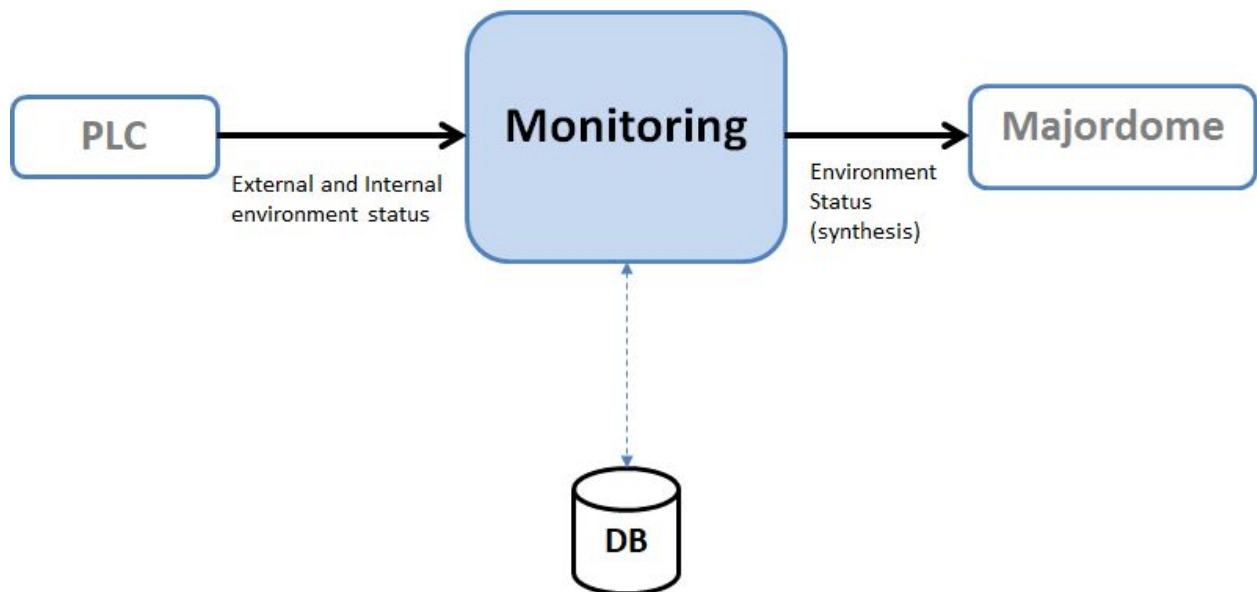 PLC
External and Internal
environment status
Monitoring
Environment
Status
(synthesis)
Majordome
DB